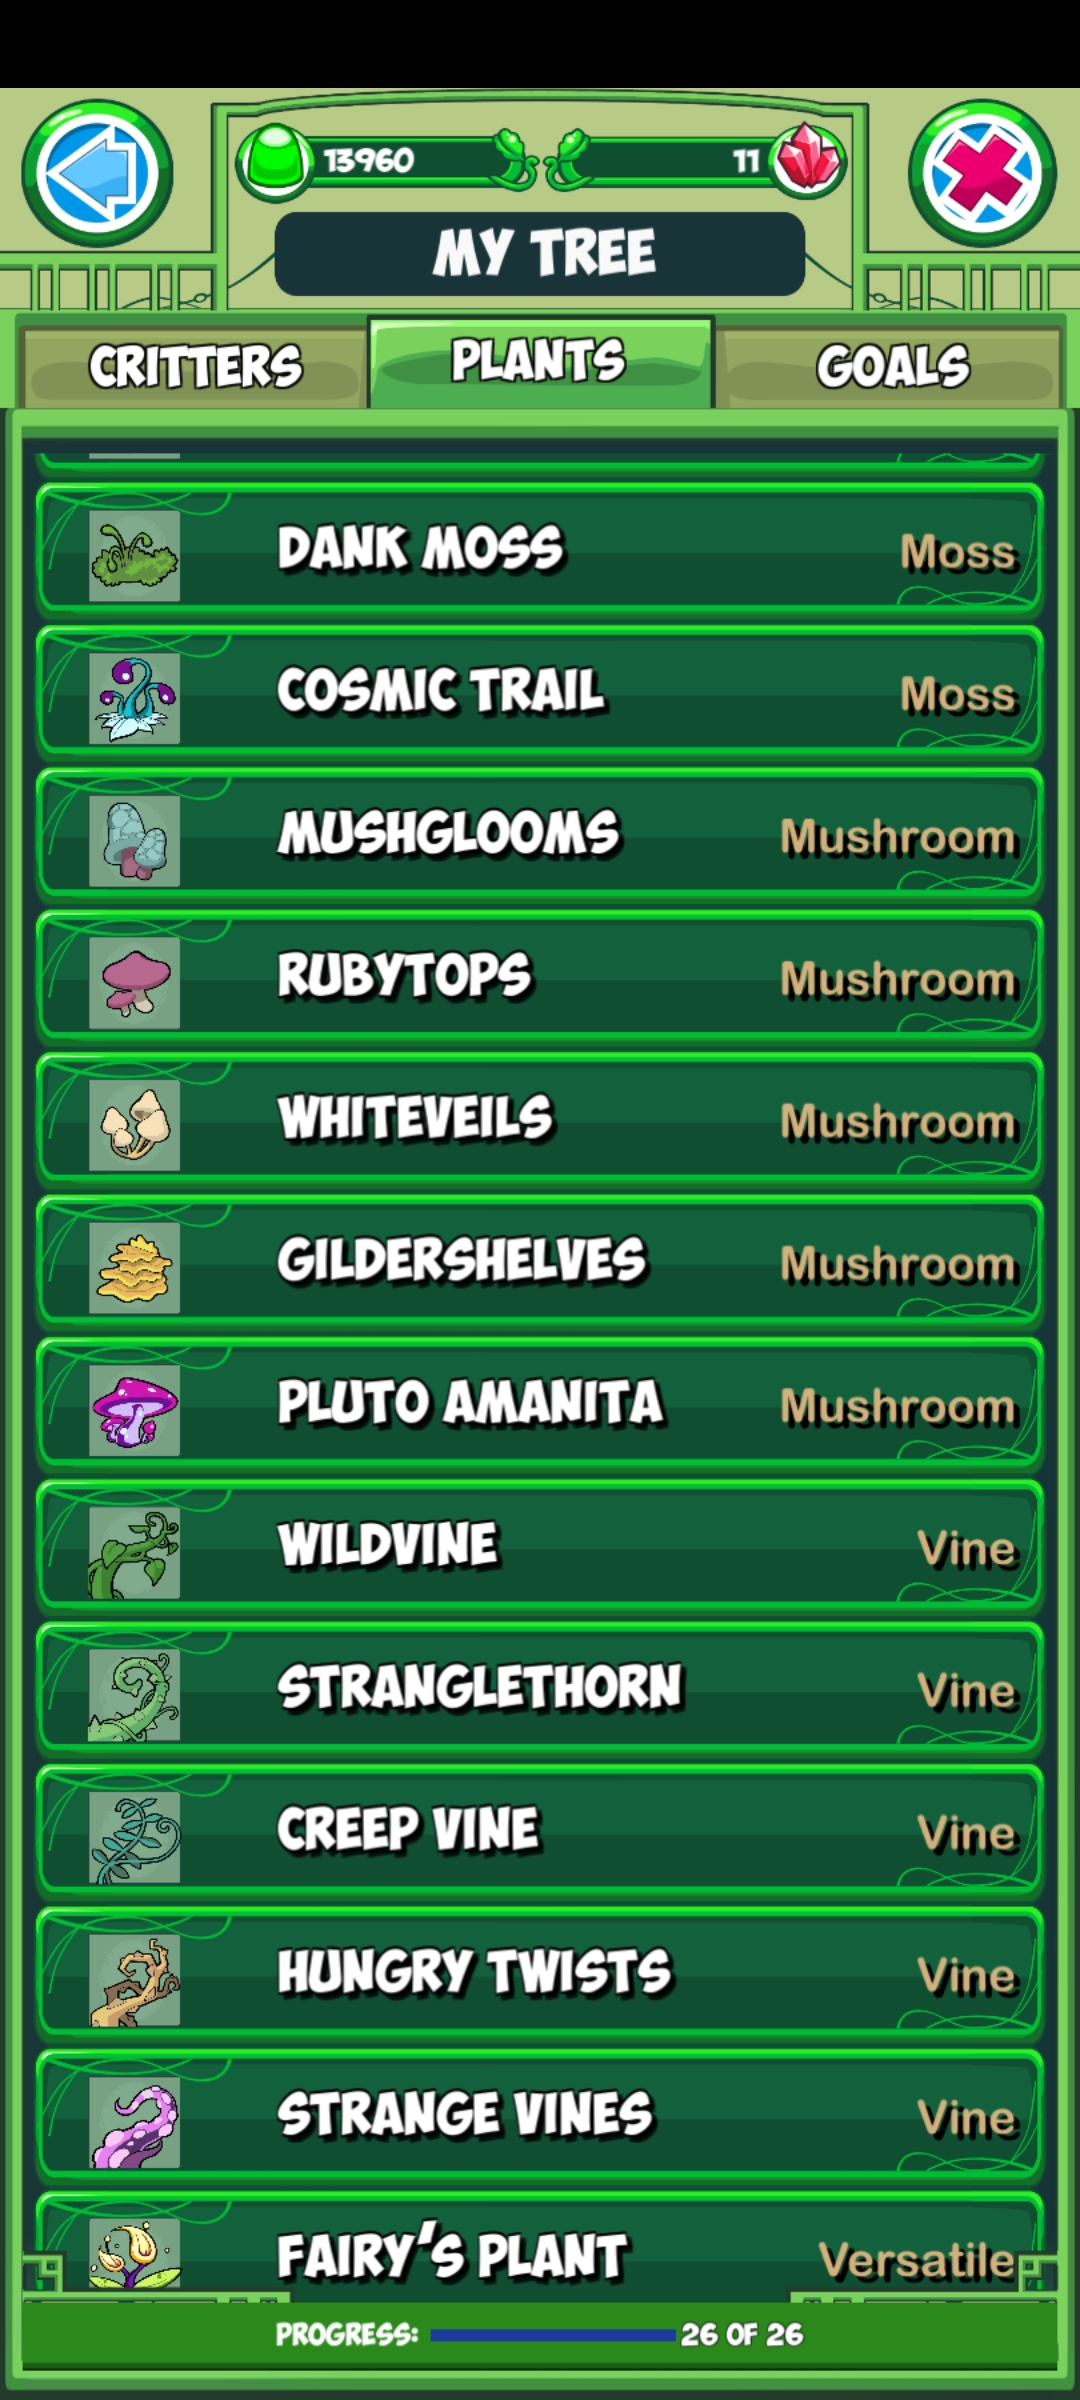 13960
11
MY TREE
CRITTERS
PLANTS
GOALS
DANK MOSS
Moss
COSMIC TRAIL
Moss
MUSHGLOOMS
Mushroom
RUBYTOPS
Mushroom
WHITEVEILS
Mushroom
GILDERSHELVES
Mushroom
PLUTO AMANITA
Mushroom
WILDVINE
Vine
STRANGLETHORN
Vine
CREEP VINE
Vine
HUNGRY TWISTS
Vine
STRANGE VINES
Vine
FAIRY'S PLANT
Versatile
PROGRESS: 26 OF 26